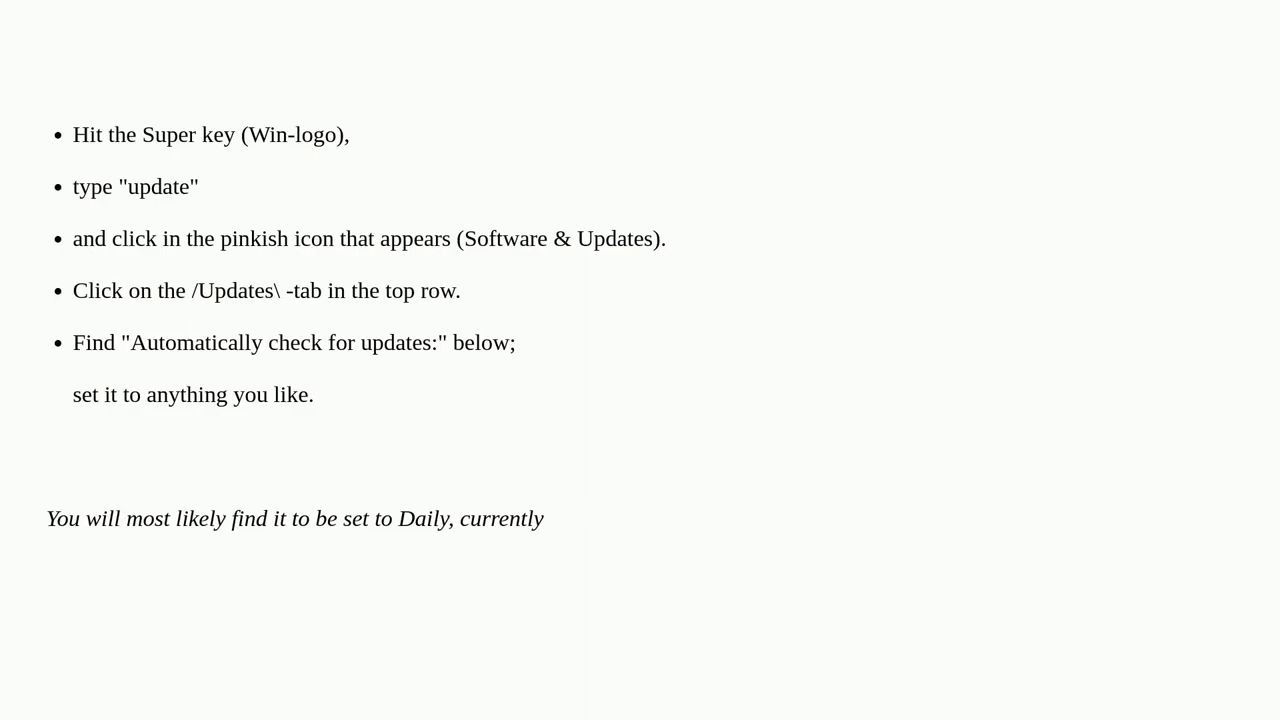 • Hit the Super key (Win-logo),
• type "update"
• and click in the pinkish icon that appears (Software & Updates).
• Click on the /Updates\ -tab in the top row.
• Find "Automatically check for updates:" below;
set it to anything you like.
You will most likely find it to be set to Daily, currently